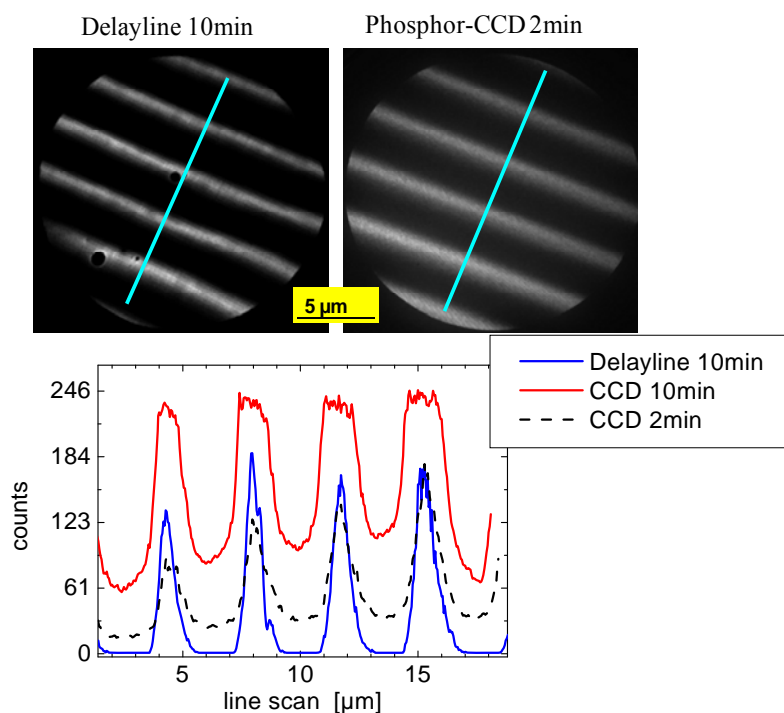 Delayline 10min
Phosphor-CCD 2min
5 µm
Delayline 10min
CCD 10min
CCD 2min
246
184
123
61
0
counts
5 10 15
line scan [µm]